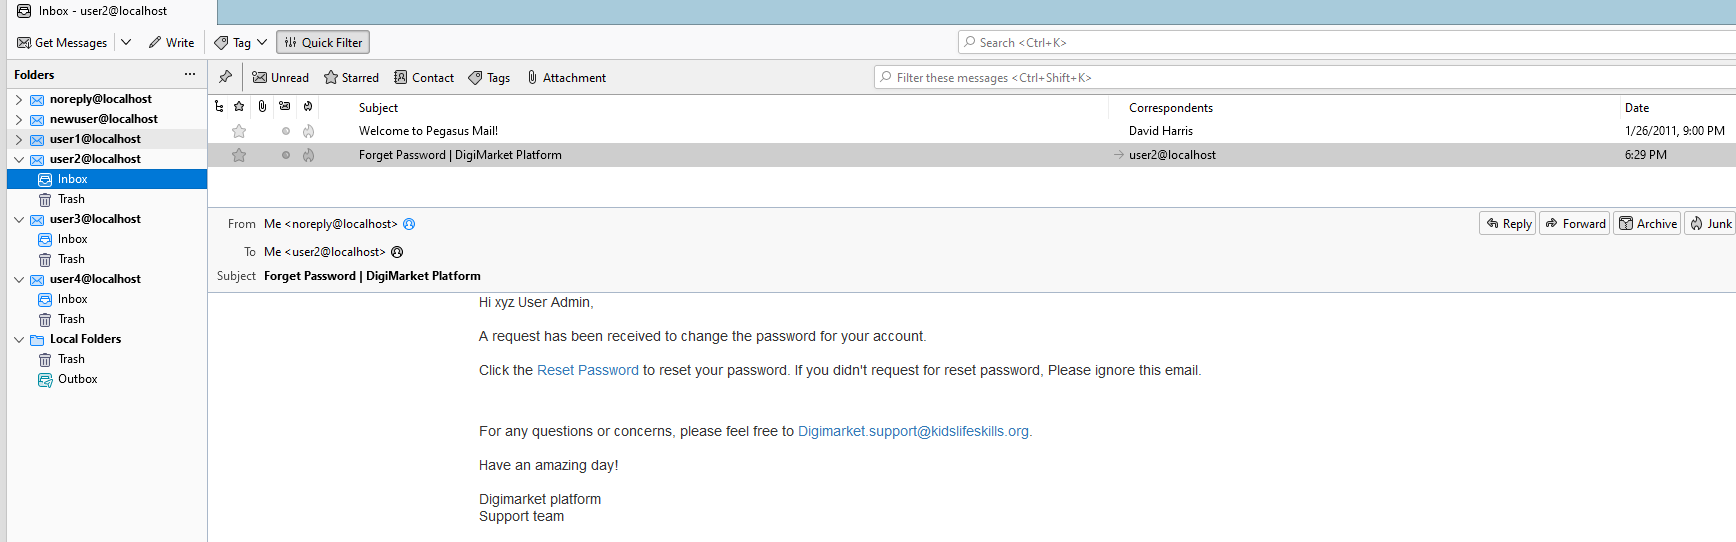 Inbox - user2@localhost
Get Messages Write Tag Quick Filter Search <Ctrl+K>
Folders ...
Unread Starred Contact Tags Attachment Filter these messages <Ctrl+Shift+K>
noreply@localhost
newuser@localhost
user1@localhost
user2@localhost
Inbox
Trash
user3@localhost
Inbox
Trash
user4@localhost
Inbox
Trash
Local Folders
Trash
Outbox
Subject Correspondents Date
Welcome to Pegasus Mail! David Harris 1/26/2011, 9:00 PM
Forget Password | DigiMarket Platform user2@localhost 6:29 PM
From Me <noreply@localhost> Reply Forward Archive Junk
To Me <user2@localhost>
Subject Forget Password | DigiMarket Platform
Hi xyz User Admin,
A request has been received to change the password for your account.
Click the Reset Password to reset your password. If you didn't request for reset password, Please ignore this email.
For any questions or concerns, please feel free to Digimarket.support@kidslifeskills.org.
Have an amazing day!
Digimarket platform
Support team